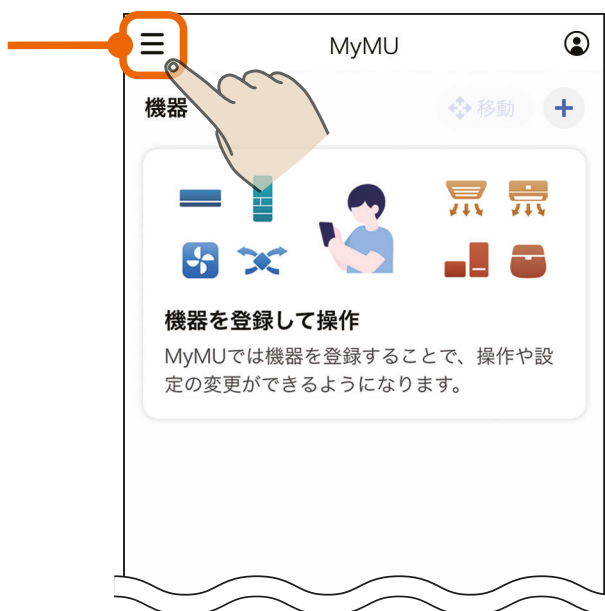 MyMU
機器
移動
機器を登録して操作
MyMUでは機器を登録することで、操作や設
定の変更ができるようになります。